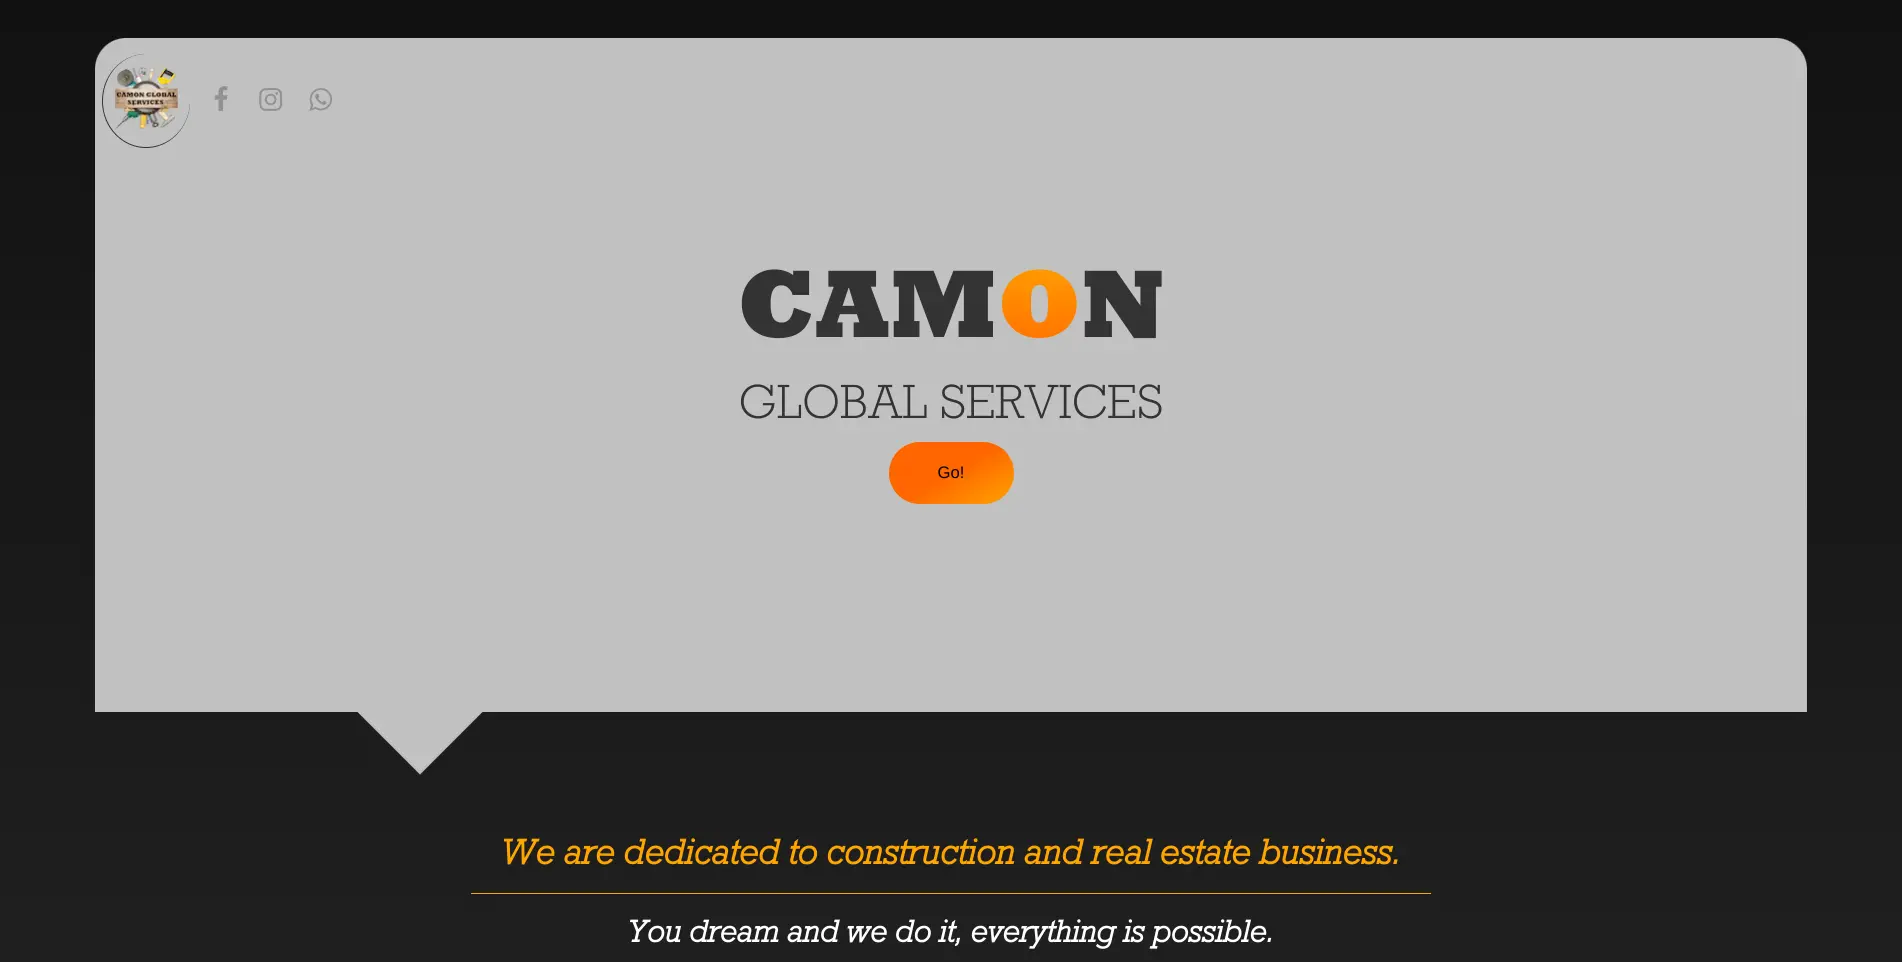 CAMON GLOBAL
SERVICES
CAMON
GLOBAL SERVICES
Go!
We are dedicated to construction and real estate business.
You dream and we do it, everything is possible.